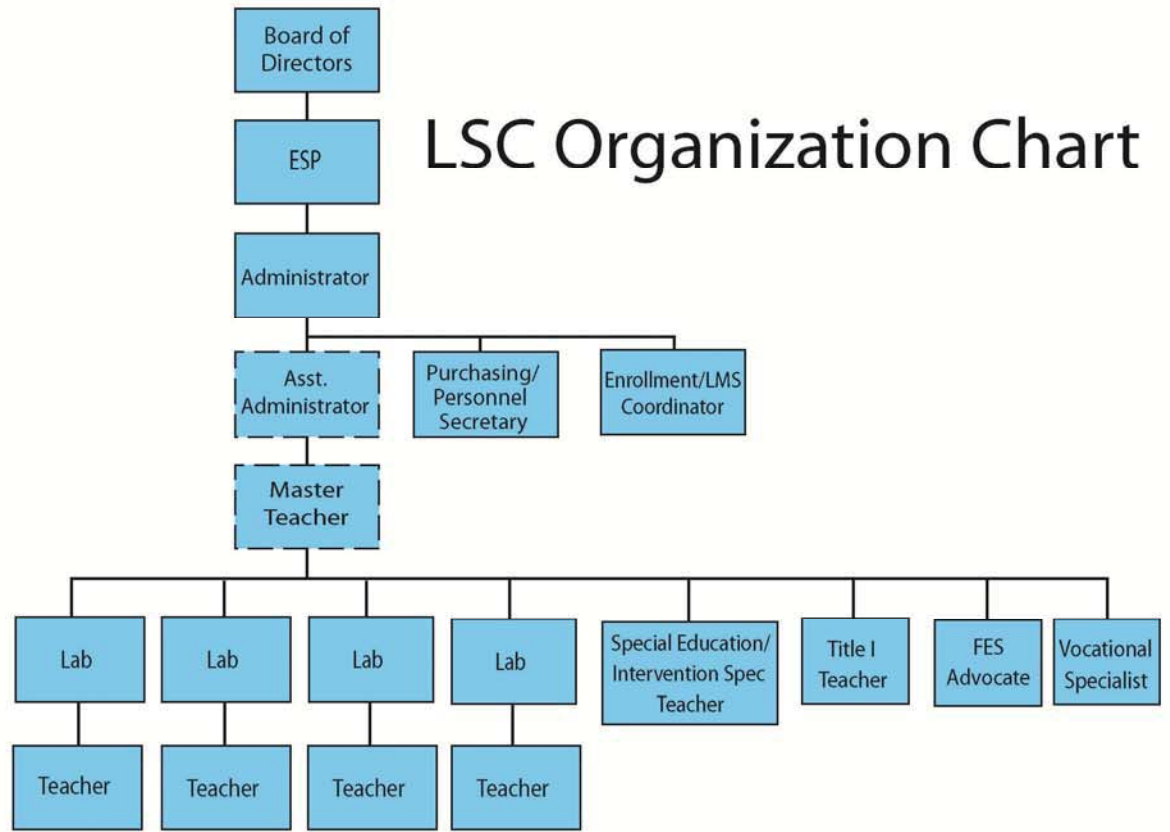 Board of
Directors
LSC Organization Chart
ESP
Administrator
Asst.
Administrator
Purchasing/
Personnel
Secretary
Enrollment/LMS
Coordinator
Master
Teacher
Lab
Lab
Lab
Lab
Special Education/
Intervention Spec
Teacher
Title I
Teacher
FES
Advocate
Vocational
Specialist
Teacher
Teacher
Teacher
Teacher